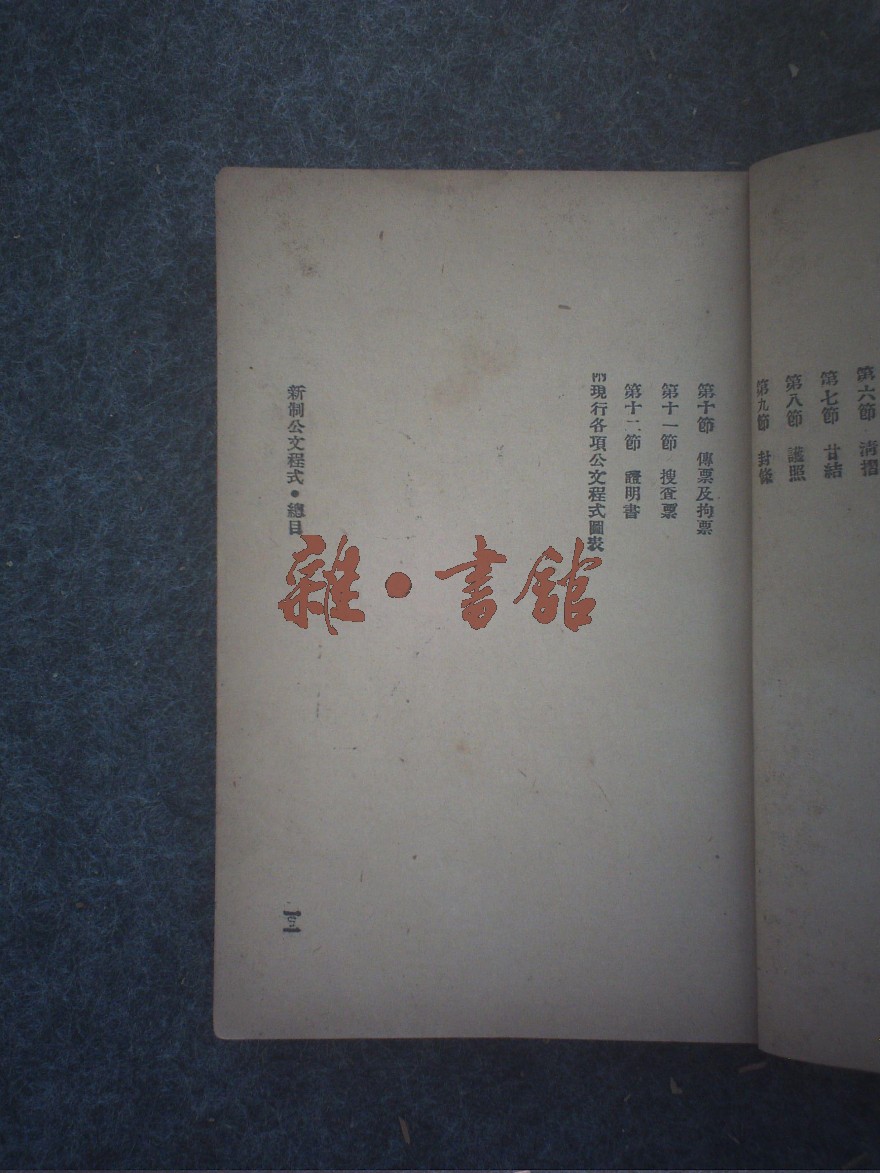 第六節　清摺
第七節　甘結
第八節　護照
第九節　封條
第十節　傳票及拘票
第十一節　搜查票
第十二節　證明書
附現行各項公文程式圖表
新制公文程式●總目
雜·書舘